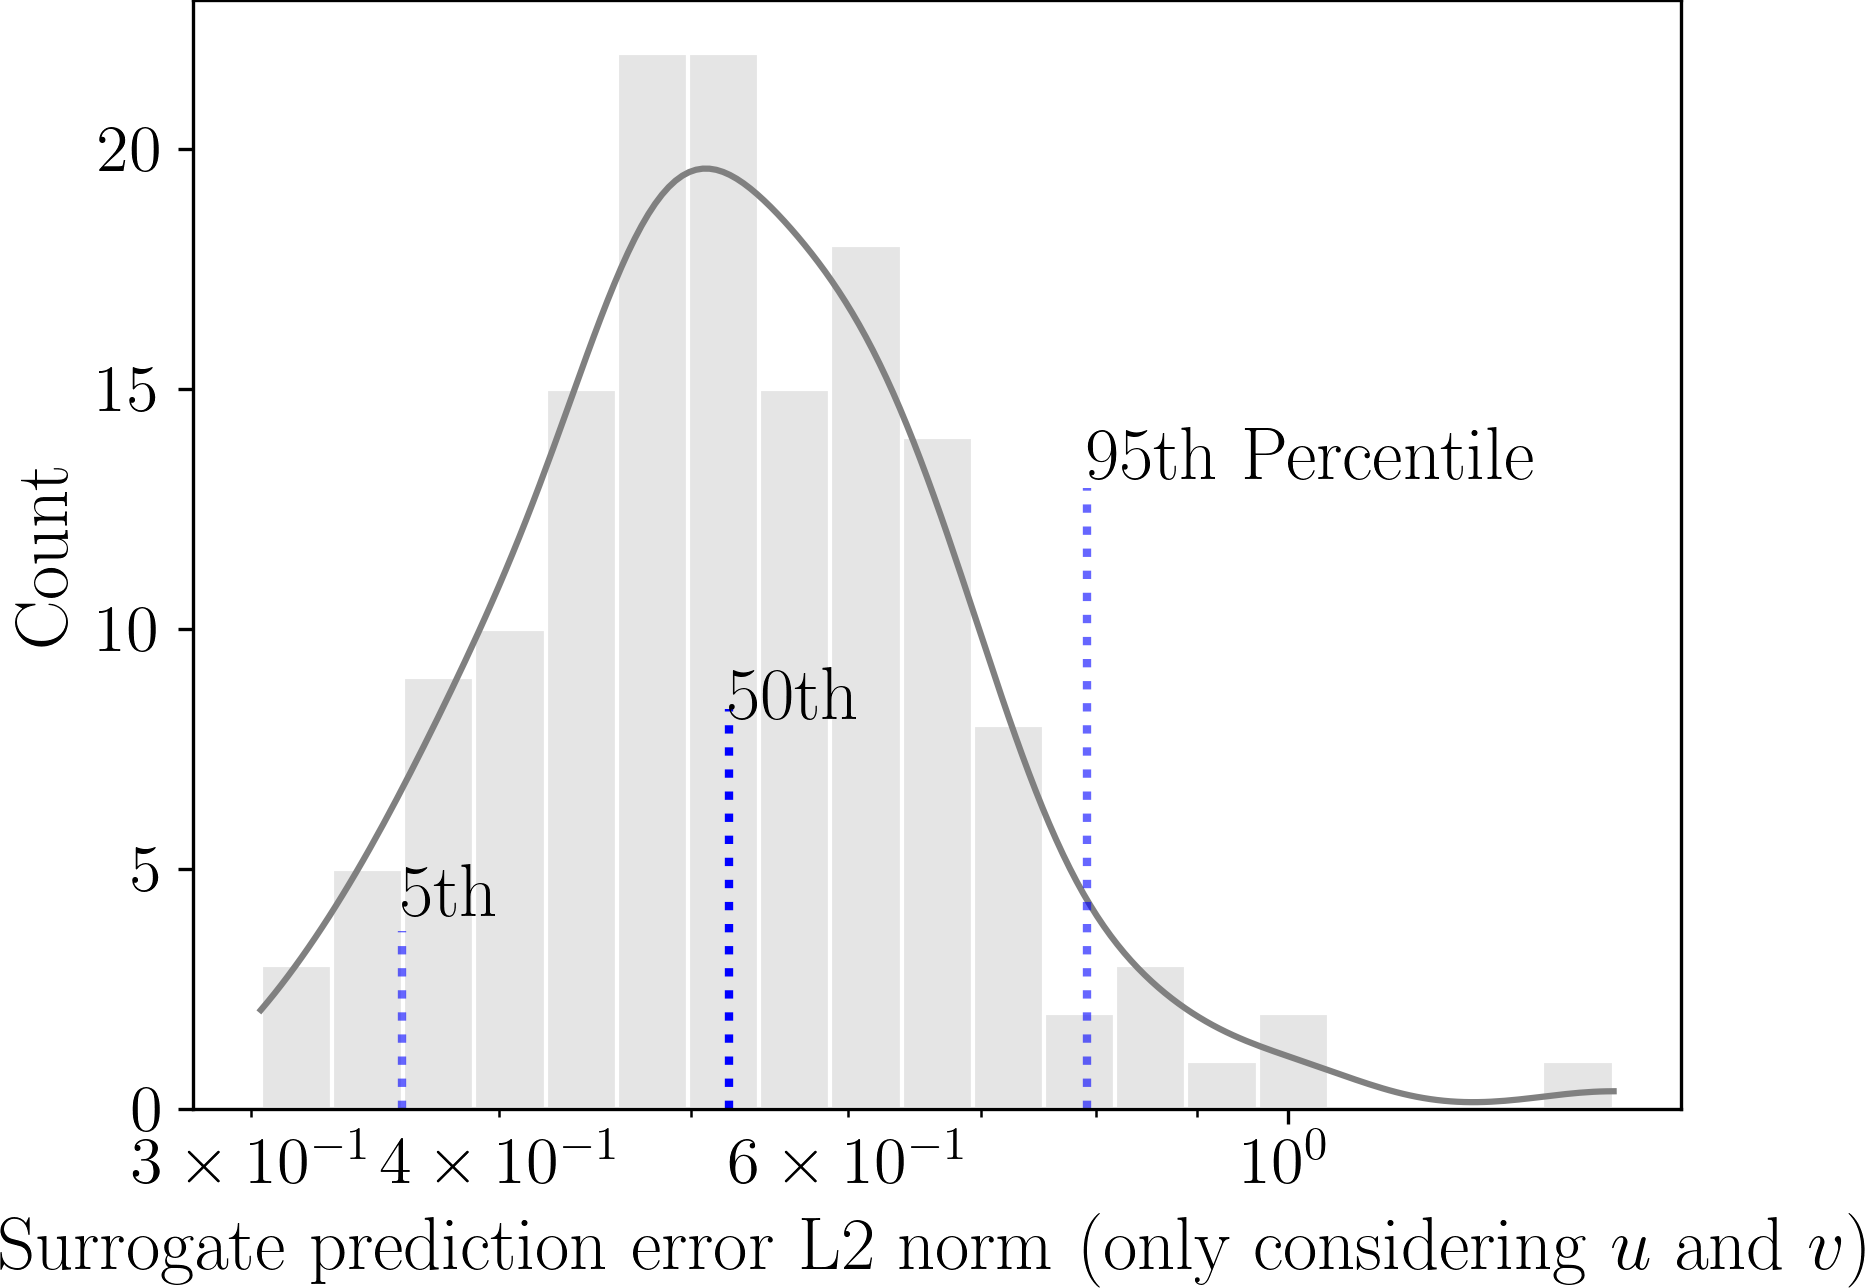 20
15
10
5
0
Count
95th Percentile
50th
5th
3 × 10⁻¹
4 × 10⁻¹
6 × 10⁻¹
10⁰
Surrogate prediction error L2 norm (only considering u and v)